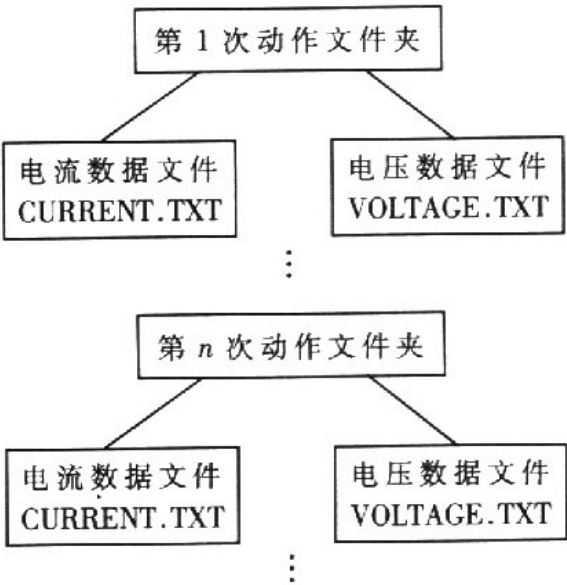 第 1 次动作文件夹
电流数据文件
CURRENT.TXT
电压数据文件
VOLTAGE.TXT
⋮
第 n 次动作文件夹
电流数据文件
CURRENT.TXT
电压数据文件
VOLTAGE.TXT
⋮